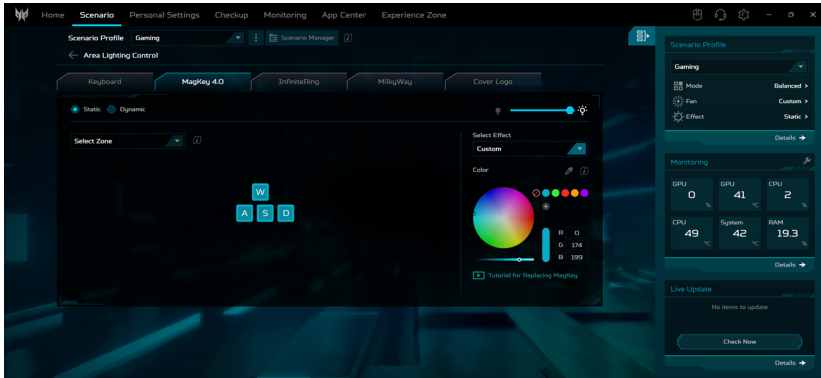 Home Scenario Personal Settings Checkup Monitoring App Center Experience Zone
Scenario Profile Gaming Scenario Manager
Area Lighting Control
Keyboard MagKey 4.0 InfiniteRing MilkyWay Cover Logo
Static Dynamic
Select Zone
W
A S D
Select Effect
Custom
Color
R 0
G 174
B 199
Tutorial for Replacing MagKey
Scenario Profile
Gaming
Mode Balanced >
Fan Custom >
Effect Static >
Details →
Monitoring
GPU GPU CPU
0 % 41 °C 2 %
CPU System RAM
49 °C 42 °C 19.3 %
Details →
Live Update
No items to update
Check Now
Details →